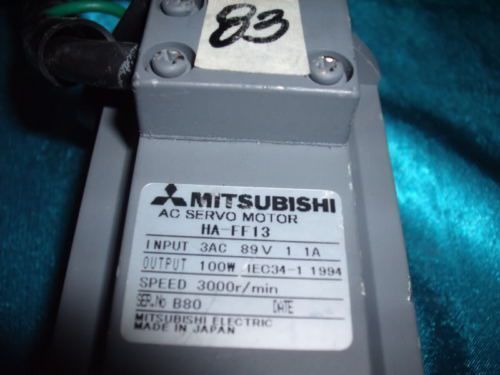 83
MITSUBISHI
AC SERVO MOTOR
HA-FF13
INPUT 3AC 89V 1 1A
OUTPUT 100W IEC34-1 1994
SPEED 3000r/min
SER.No B80 DATE
MITSUBISHI ELECTRIC
MADE IN JAPAN